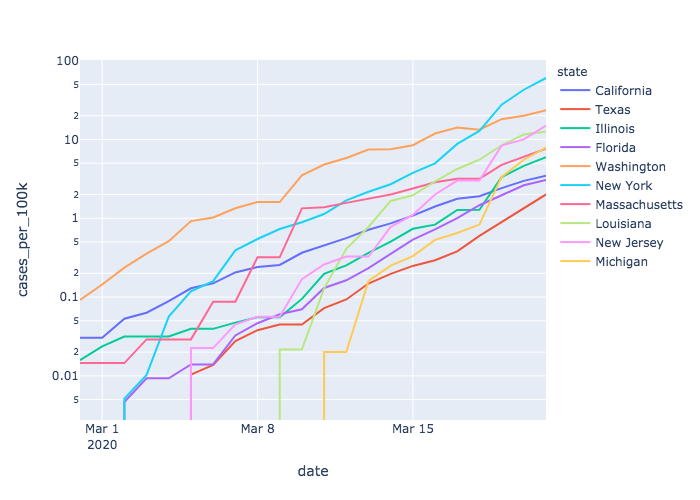 100
5
2
10
5
2
1
5
2
0.1
5
2
0.01
5
cases_per_100k
Mar 1
2020
Mar 8
Mar 15
date
state
California
Texas
Illinois
Florida
Washington
New York
Massachusetts
Louisiana
New Jersey
Michigan